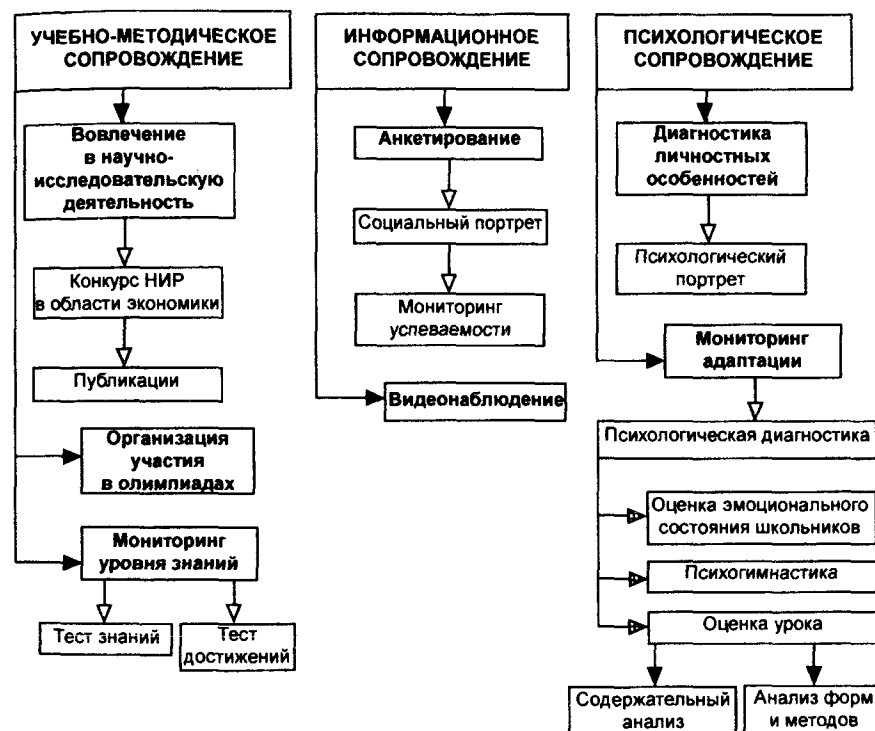 УЧЕБНО-МЕТОДИЧЕСКОЕ
СОПРОВОЖДЕНИЕ
Вовлечение
в научно-
исследовательскую
деятельность
Конкурс НИР
в области экономики
Публикации
Организация
участия
в олимпиадах
Мониторинг
уровня знаний
Тест знаний
Тест
достижений
ИНФОРМАЦИОННОЕ
СОПРОВОЖДЕНИЕ
Анкетирование
Социальный портрет
Мониторинг
успеваемости
Видеонаблюдение
ПСИХОЛОГИЧЕСКОЕ
СОПРОВОЖДЕНИЕ
Диагностика
личностных
особенностей
Психологический
портрет
Мониторинг
адаптации
Психологическая диагностика
Оценка эмоционального
состояния школьников
Психогимнастика
Оценка урока
Содержательный
анализ
Анализ форм
и методов